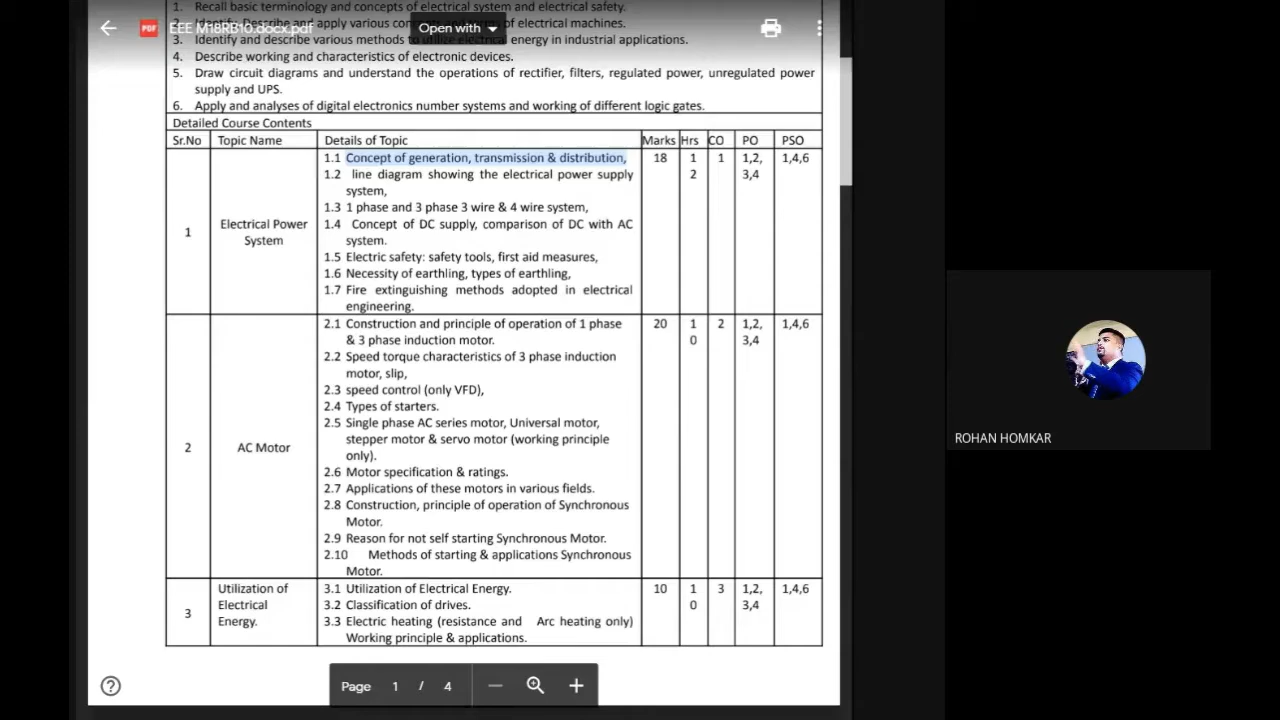 1. Recall basic terminology and concepts of electrical system and electrical safety.
2. Identify, Describe and apply various of electrical machines.
EEE M18RB10.docx.pdf
Open with
3. Identify and describe various methods to utilize electrical energy in industrial applications.
4. Describe working and characteristics of electronic devices.
5. Draw circuit diagrams and understand the operations of rectifier, filters, regulated power, unregulated power
supply and UPS.
6. Apply and analyses of digital electronics number systems and working of different logic gates.
Detailed Course Contents
Sr.No Topic Name Details of Topic Marks Hrs CO PO PSO
1.1 Concept of generation, transmission & distribution, 18 1 1 1,2, 1,4,6
1.2 line diagram showing the electrical power supply 2 3,4
system,
1.3 1 phase and 3 phase 3 wire & 4 wire system,
1 Electrical Power 1.4 Concept of DC supply, comparison of DC with AC
System system.
1.5 Electric safety: safety tools, first aid measures,
1.6 Necessity of earthling, types of earthling,
1.7 Fire extinguishing methods adopted in electrical
engineering.
2.1 Construction and principle of operation of 1 phase 20 1 2 1,2, 1,4,6
& 3 phase induction motor. 0 3,4
2.2 Speed torque characteristics of 3 phase induction
motor, slip,
2.3 speed control (only VFD),
2.4 Types of starters.
2.5 Single phase AC series motor, Universal motor,
stepper motor & servo motor (working principle
2 AC Motor only).
2.6 Motor specification & ratings.
2.7 Applications of these motors in various fields.
2.8 Construction, principle of operation of Synchronous
Motor.
2.9 Reason for not self starting Synchronous Motor.
2.10 Methods of starting & applications Synchronous
Motor.
Utilization of 3.1 Utilization of Electrical Energy. 10 1 3 1,2, 1,4,6
Electrical 3.2 Classification of drives. 0 3,4
3 Energy. 3.3 Electric heating (resistance and Arc heating only)
Working principle & applications.
Page 1 / 4
ROHAN HOMKAR